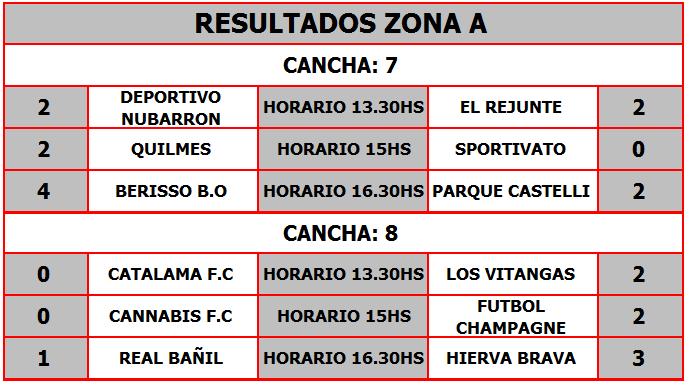 RESULTADOS ZONA A
CANCHA: 7
2 DEPORTIVO NUBARRON HORARIO 13.30HS EL REJUNTE 2
2 QUILMES HORARIO 15HS SPORTIVATO 0
4 BERISSO B.O HORARIO 16.30HS PARQUE CASTELLI 2
CANCHA: 8
0 CATALAMA F.C HORARIO 13.30HS LOS VITANGAS 2
0 CANNABIS F.C HORARIO 15HS FUTBOL CHAMPAGNE 2
1 REAL BAÑIL HORARIO 16.30HS HIERVA BRAVA 3